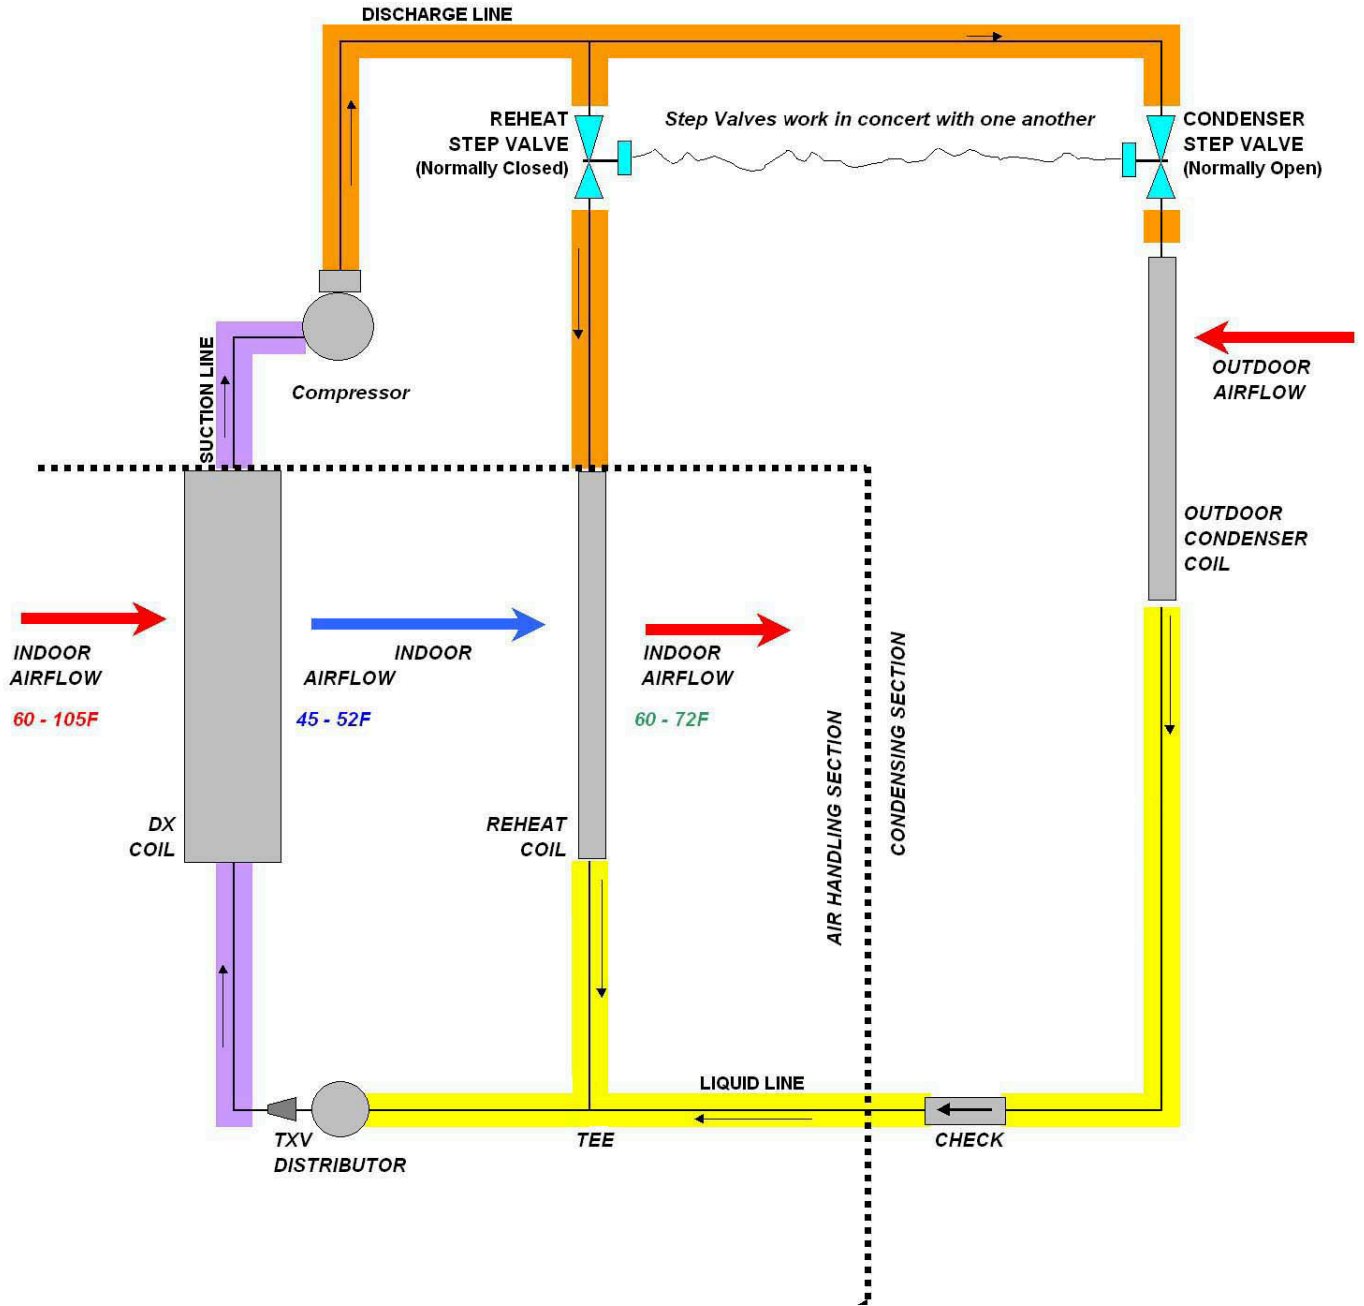 DISCHARGE LINE
REHEAT
STEP VALVE
(Normally Closed)
Step Valves work in concert with one another
CONDENSER
STEP VALVE
(Normally Open)
SUCTION LINE
Compressor
OUTDOOR
AIRFLOW
OUTDOOR
CONDENSER
COIL
INDOOR
AIRFLOW
60 - 105F
INDOOR
AIRFLOW
45 - 52F
INDOOR
AIRFLOW
60 - 72F
AIR HANDLING SECTION
CONDENSING SECTION
DX
COIL
REHEAT
COIL
LIQUID LINE
TXV
DISTRIBUTOR
TEE
CHECK